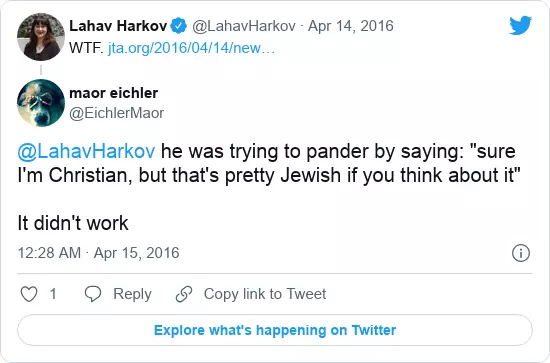 Lahav Harkov @LahavHarkov · Apr 14, 2016
WTF. jta.org/2016/04/14/new…
maor eichler
@EichlerMaor
@LahavHarkov he was trying to pander by saying: "sure
I'm Christian, but that's pretty Jewish if you think about it"
It didn't work
12:28 AM · Apr 15, 2016
1 Reply Copy link to Tweet
Explore what's happening on Twitter